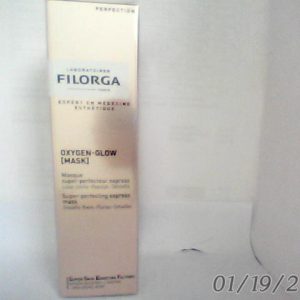 PERFECTION
LABORATOIRES
FILORGA
PARIS
EXPERT EN MEDECINE
ESTHÉTIQUE
OXYGEN-GLOW
[MASK]
Masque
super-perfecteur express
Super-perfecting express
mask
01/19/2